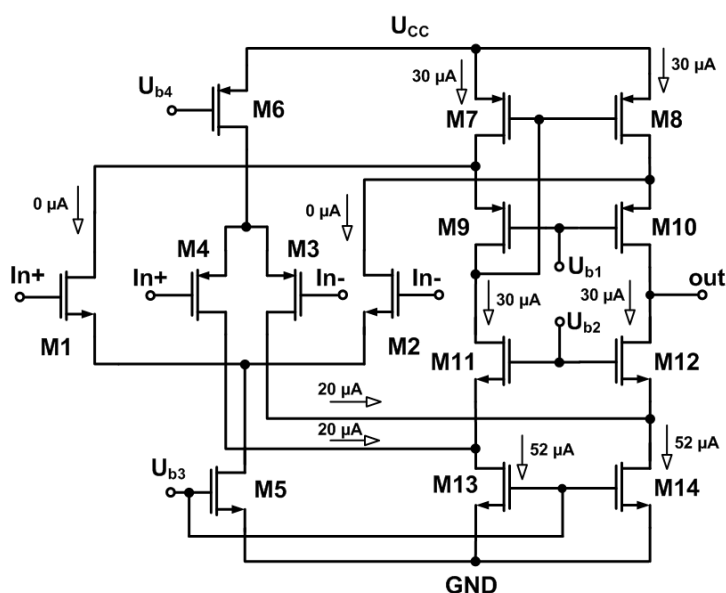 U_CC
30 µA
30 µA
U_b4
M6
M7
M8
0 µA
0 µA
M4
M3
M9
M10
In+
In+
In-
In-
U_b1
out
30 µA
30 µA
M1
M2
U_b2
M11
M12
20 µA
20 µA
U_b3
M5
52 µA
52 µA
M13
M14
GND